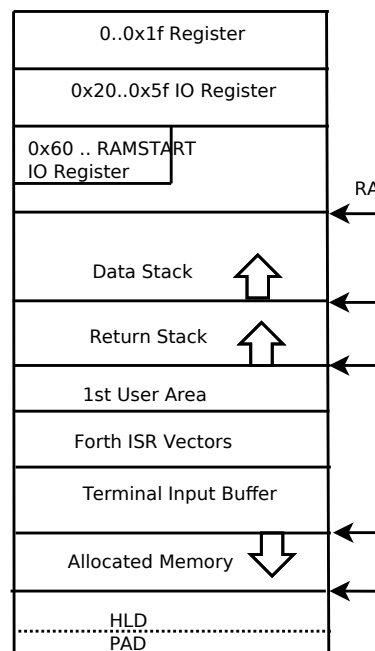 0..0x1f Register
0x20..0x5f IO Register
0x60 .. RAMSTART
IO Register
RA
Data Stack
Return Stack
1st User Area
Forth ISR Vectors
Terminal Input Buffer
Allocated Memory
HLD
PAD